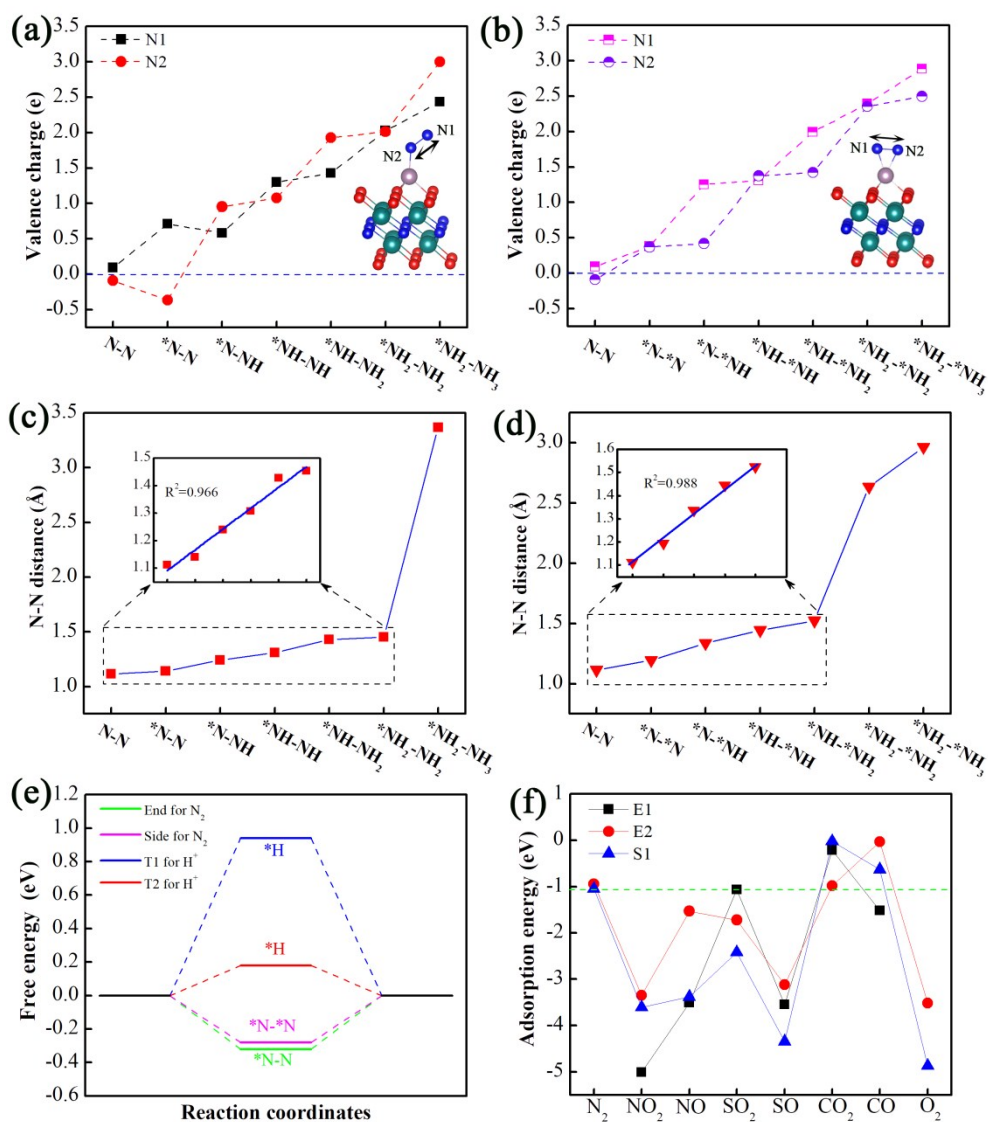 (a)
Valence charge (e)
3.0
2.5
2.0
1.5
1.0
0.5
0.0
-0.5
N1
N2
N1
N2
N-N
*N-N
*N-NH
*NH-NH
*NH-NH₂
*NH₂-NH₂
*NH₂-NH₃
(b)
Valence charge (e)
3.0
2.5
2.0
1.5
1.0
0.5
0.0
-0.5
N1
N2
N1
N2
N-N
*N-*N
*N-*NH
*NH-*NH
*NH-*NH₂
*NH₂-*NH₂
*NH₂-*NH₃
(c)
N-N distance (Å)
3.5
3.0
2.5
2.0
1.5
1.0
1.5
1.4
1.3
1.2
1.1
R²=0.966
N-N
*N-N
*N-NH
*NH-NH
*NH-NH₂
*NH₂-NH₂
*NH₂-NH₃
(d)
N-N distance (Å)
3.0
2.5
2.0
1.5
1.0
1.6
1.5
1.4
1.3
1.2
1.1
R²=0.988
N-N
*N-*N
*N-*NH
*NH-*NH
*NH-*NH₂
*NH₂-*NH₂
*NH₂-*NH₃
(e)
Free energy (eV)
1.2
1.0
0.8
0.6
0.4
0.2
0.0
-0.2
-0.4
-0.6
End for N₂
Side for N₂
T1 for H⁺
T2 for H⁺
*H
*H
*N-*N
*N-N
Reaction coordinates
(f)
Adsorption energy (eV)
1
0
-1
-2
-3
-4
-5
E1
E2
S1
N₂
NO₂
NO
SO₂
SO
CO₂
CO
O₂